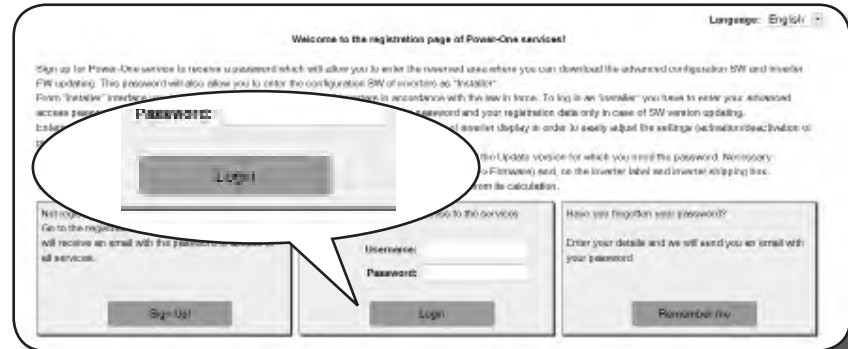 Language: English
Welcome to the registration page of Power-One services!
Sign up for Power-One service to receive a password which will allow you to enter the reserved area where you can download the advanced configuration SW and inverter
FW updating. This password will also allow you to enter the configuration SW of inverters as "Installer".
From "Installer" interface in accordance with the law in force. To log in as "installer" you have to enter your advanced
access password and your registration data only in case of SW version updating.
inverter display in order to easily adjust the settings (activation/deactivation of
the Update version for which you need the password. Necessary
Firmware) and, on the inverter label and inverter shipping box.
from its calculation.
Password:
Login
Not
Go to the
will receive an email with the password to access to
all services.
Sign Up!
to the services
Username:
Password:
Login
Have you forgotten your password?
Enter your details and we will send you an email with
your password
Remember me